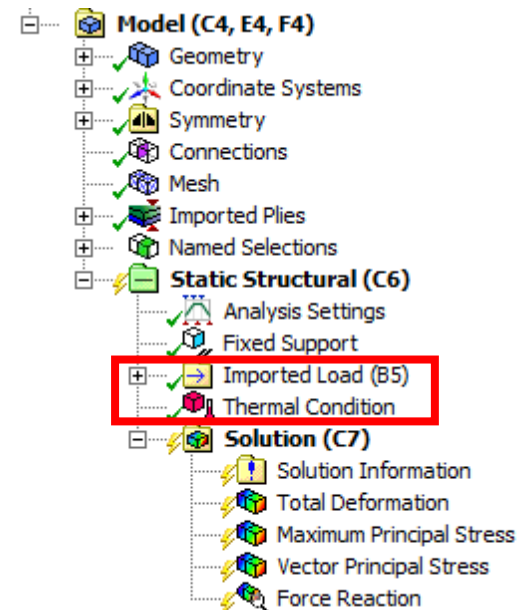 Model (C4, E4, F4)
Geometry
Coordinate Systems
Symmetry
Connections
Mesh
Imported Plies
Named Selections
Static Structural (C6)
Analysis Settings
Fixed Support
Imported Load (B5)
Thermal Condition
Solution (C7)
Solution Information
Total Deformation
Maximum Principal Stress
Vector Principal Stress
Force Reaction